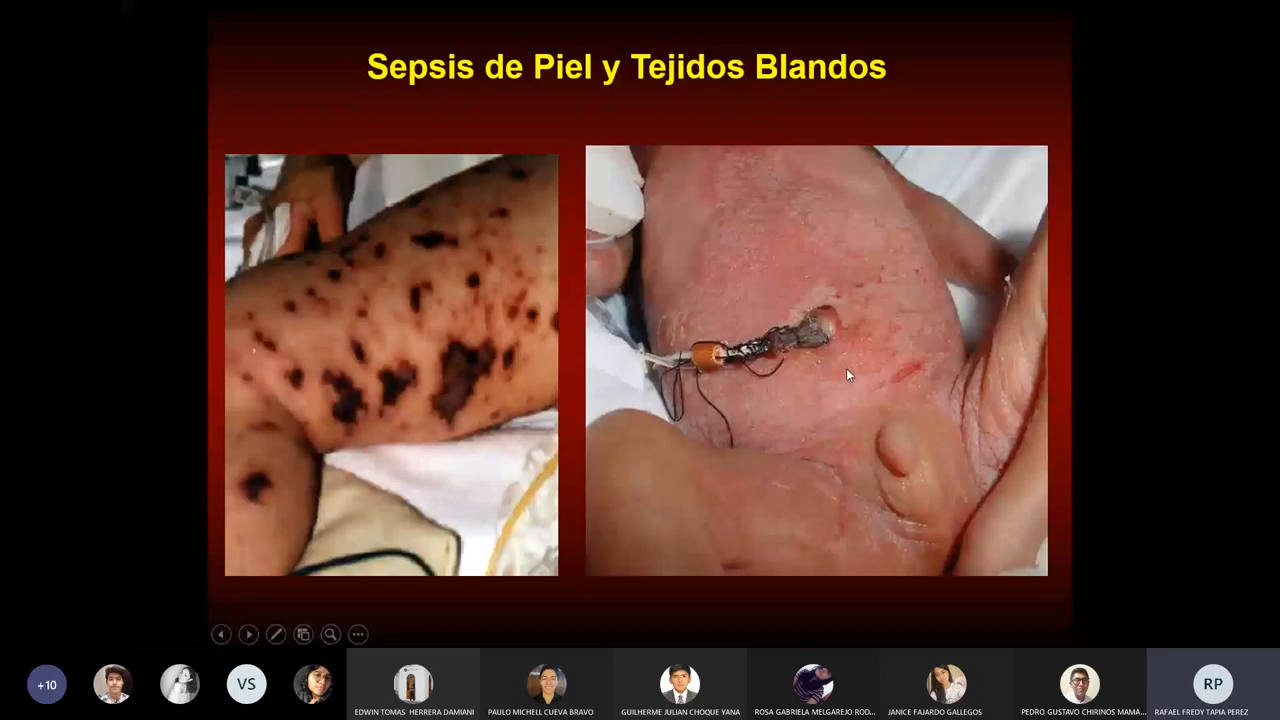 Sepsis de Piel y Tejidos Blandos
+10
VS
EDWIN TOMAS HERRERA DAMIANI
PAULO MICHELL CUEVA BRAVO
GUILHERME JULIAN CHOQUE YANA
ROSA GABRIELA MELGAREJO ROD...
JANICE FAJARDO GALLEGOS
PEDRO GUSTAVO CHIRINOS MAMA...
RP
RAFAEL FREDY TAPIA PEREZ